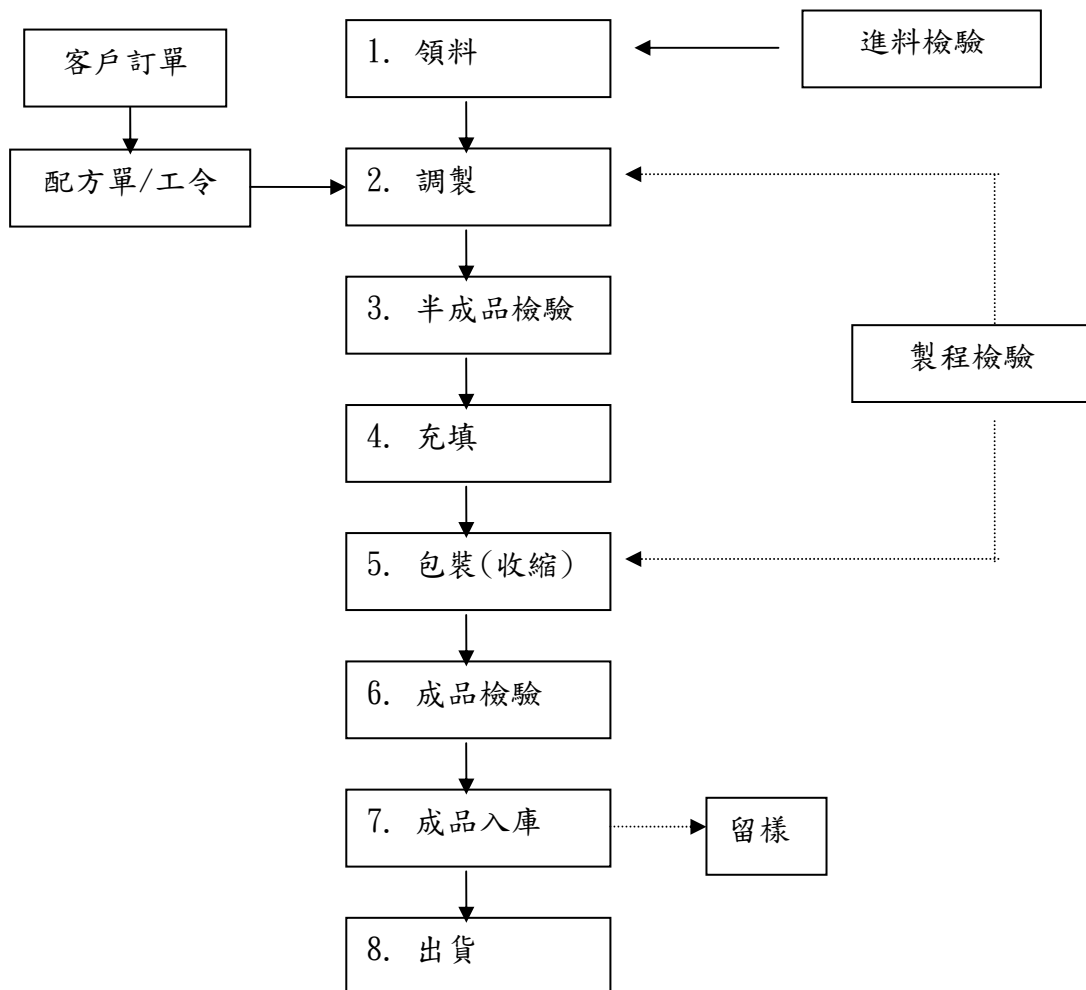 客戶訂單
1. 領料
進料檢驗
配方單/工令
2. 調製
3. 半成品檢驗
製程檢驗
4. 充填
5. 包裝(收縮)
6. 成品檢驗
7. 成品入庫
留樣
8. 出貨